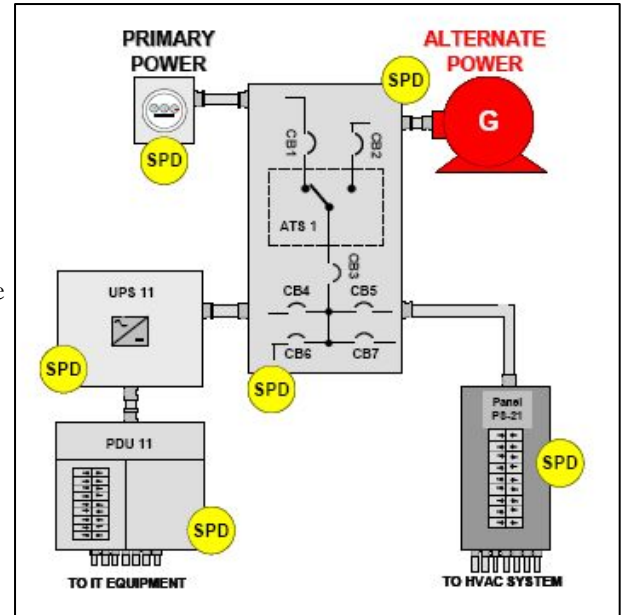 PRIMARY
POWER
ALTERNATE
POWER
SPD
G
SPD
CB1
CB2
ATS 1
CB3
e
UPS 11
CB4
CB5
CB6
CB7
SPD
SPD
Panel
PS-21
PDU 11
SPD
SPD
TO IT EQUIPMENT
TO HVAC SYSTEM